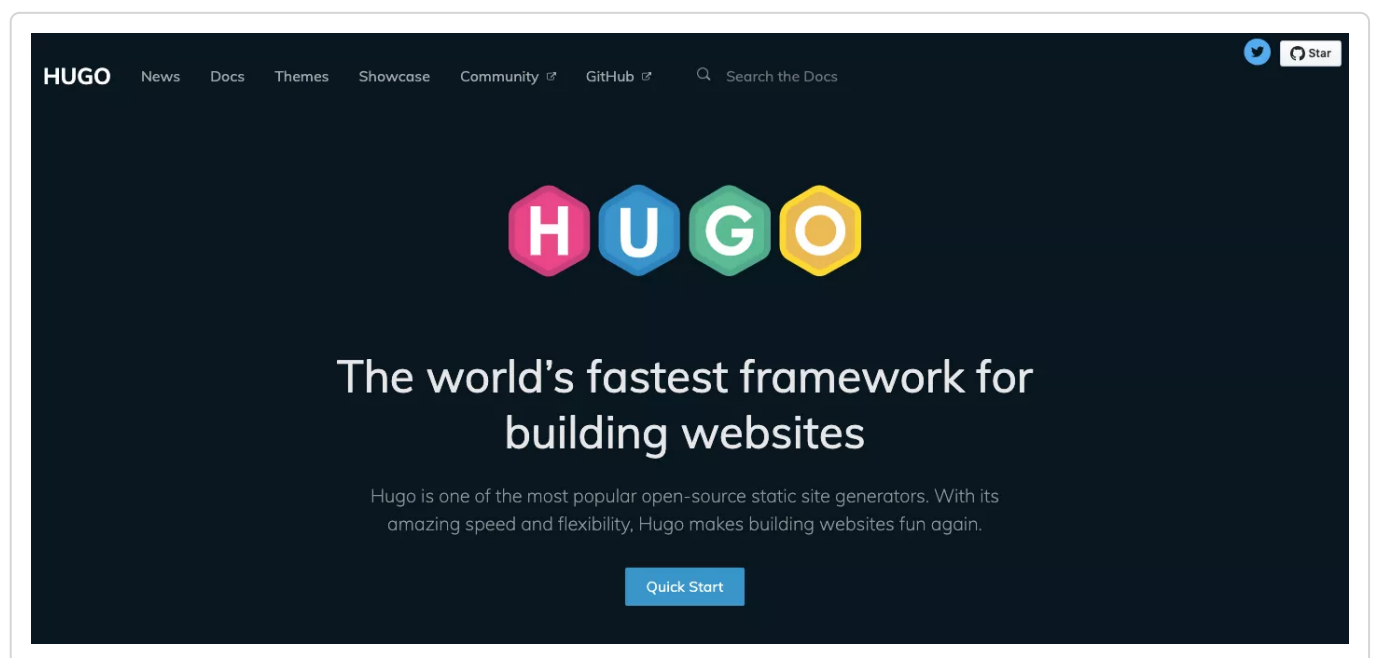 HUGO News Docs Themes Showcase Community GitHub Search the Docs
Star
HUGO
The world's fastest framework for
building websites
Hugo is one of the most popular open-source static site generators. With its
amazing speed and flexibility, Hugo makes building websites fun again.
Quick Start